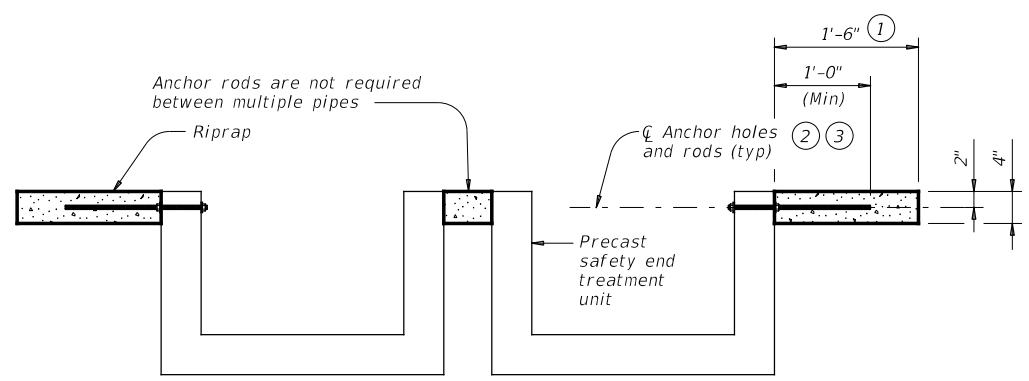 1'-6" 1
1'-0"
(Min)
Anchor rods are not required
between multiple pipes
Riprap
℄ Anchor holes 2 3
and rods (typ)
2"
4"
Precast
safety end
treatment
unit